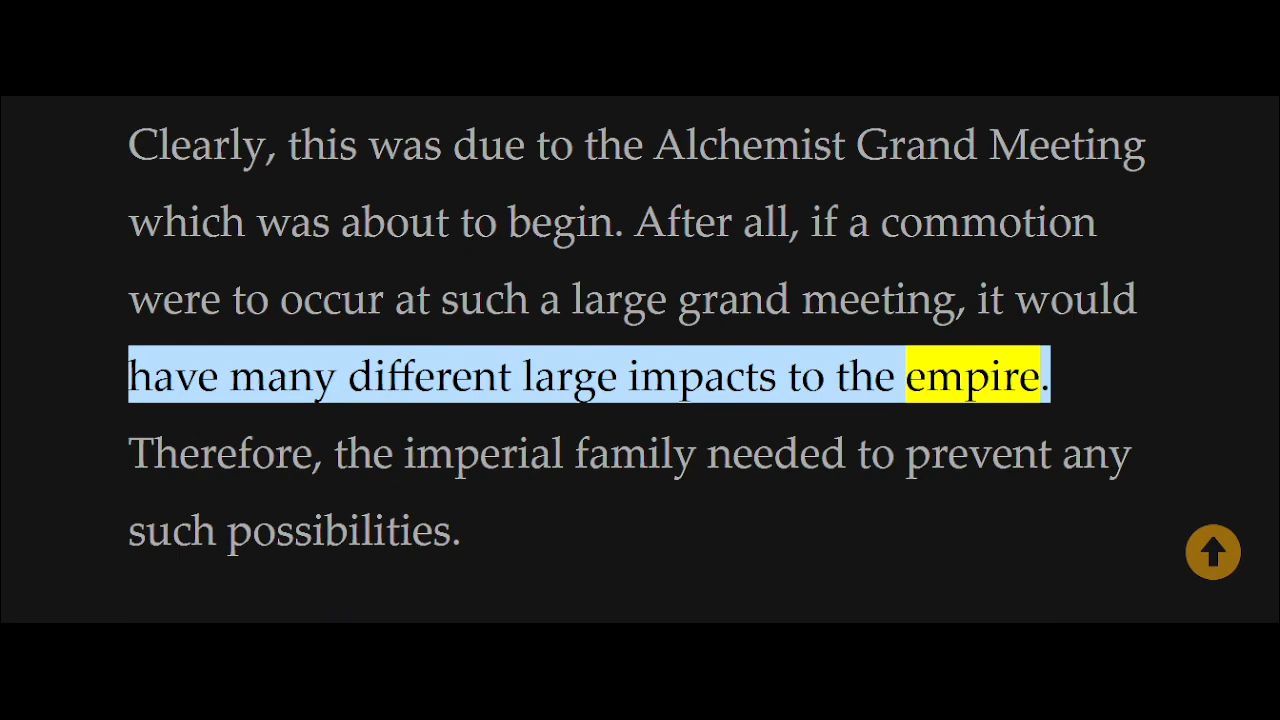 Clearly, this was due to the Alchemist Grand Meeting
which was about to begin. After all, if a commotion
were to occur at such a large grand meeting, it would
have many different large impacts to the empire.
Therefore, the imperial family needed to prevent any
such possibilities.